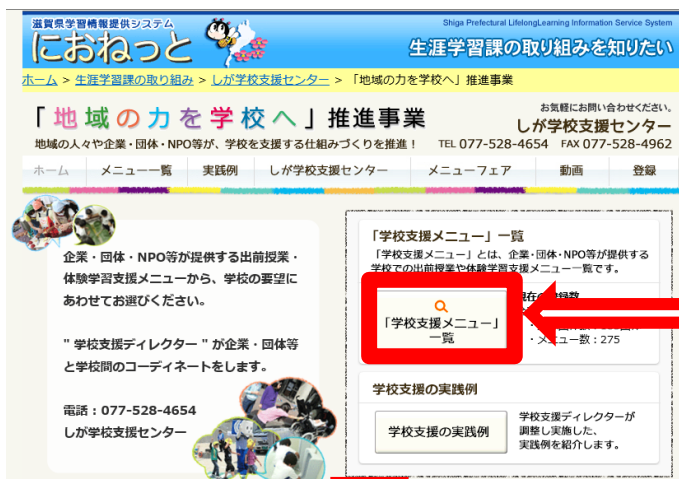 滋賀県学習情報提供システム
におねっと
Shiga Prefectural LifelongLearning Information Service System
生涯学習課の取り組みを知りたい
ホーム > 生涯学習課の取り組み > しが学校支援センター > 「地域の力を学校へ」推進事業
「地域の力を学校へ」推進事業
地域の人々や企業・団体・NPO等が、学校を支援する仕組みづくりを推進！
お気軽にお問い合わせください。
しが学校支援センター
TEL 077-528-4654 FAX 077-528-4962
ホーム メニュー一覧 実践例 しが学校支援センター メニューフェア 動画 登録
企業・団体・NPO等が提供する出前授業・
体験学習支援メニューから、学校の要望に
あわせてお選びください。
" 学校支援ディレクター " が企業・団体等
と学校間のコーディネートをします。
電話：077-528-4654
しが学校支援センター
「学校支援メニュー」一覧
「学校支援メニュー」とは、企業・団体・NPO等が提供する
学校での出前授業や体験学習支援メニュー一覧です。
「学校支援メニュー」
一覧
・メニュー数：275
学校支援の実践例
学校支援の実践例
学校支援ディレクターが
調整し実施した、
実践例を紹介します。